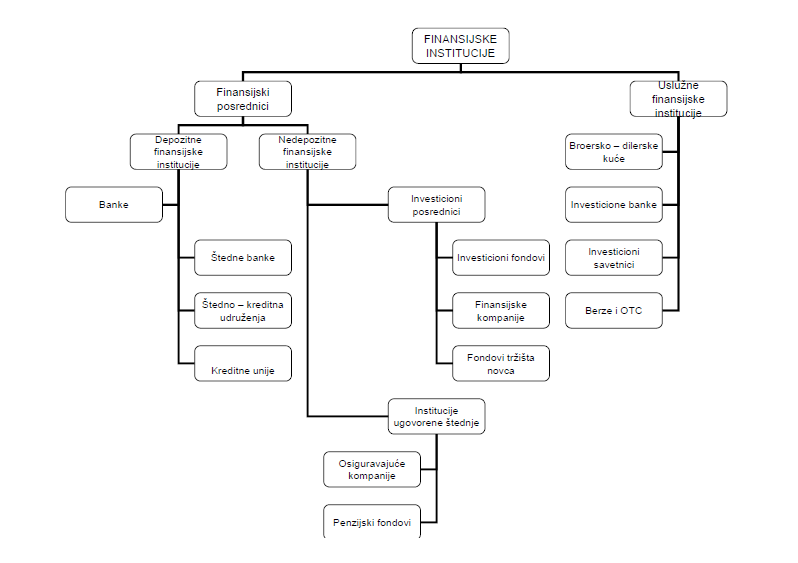 FINANSIJSKE
INSTITUCIJE
Finansijski
posrednici
Uslužne
finansijske
institucije
Depozitne
finansijske
institucije
Nedepozitne
finansijske
institucije
Broersko – dilerske
kuće
Banke
Investicioni
posrednici
Investicione banke
Štedne banke
Investicioni fondovi
Investicioni
savetnici
Štedno – kreditna
udruženja
Finansijske
kompanije
Berze i OTC
Kreditne unije
Fondovi tržišta
novca
Institucije
ugovorene štednje
Osiguravajuće
kompanije
Penzijski fondovi